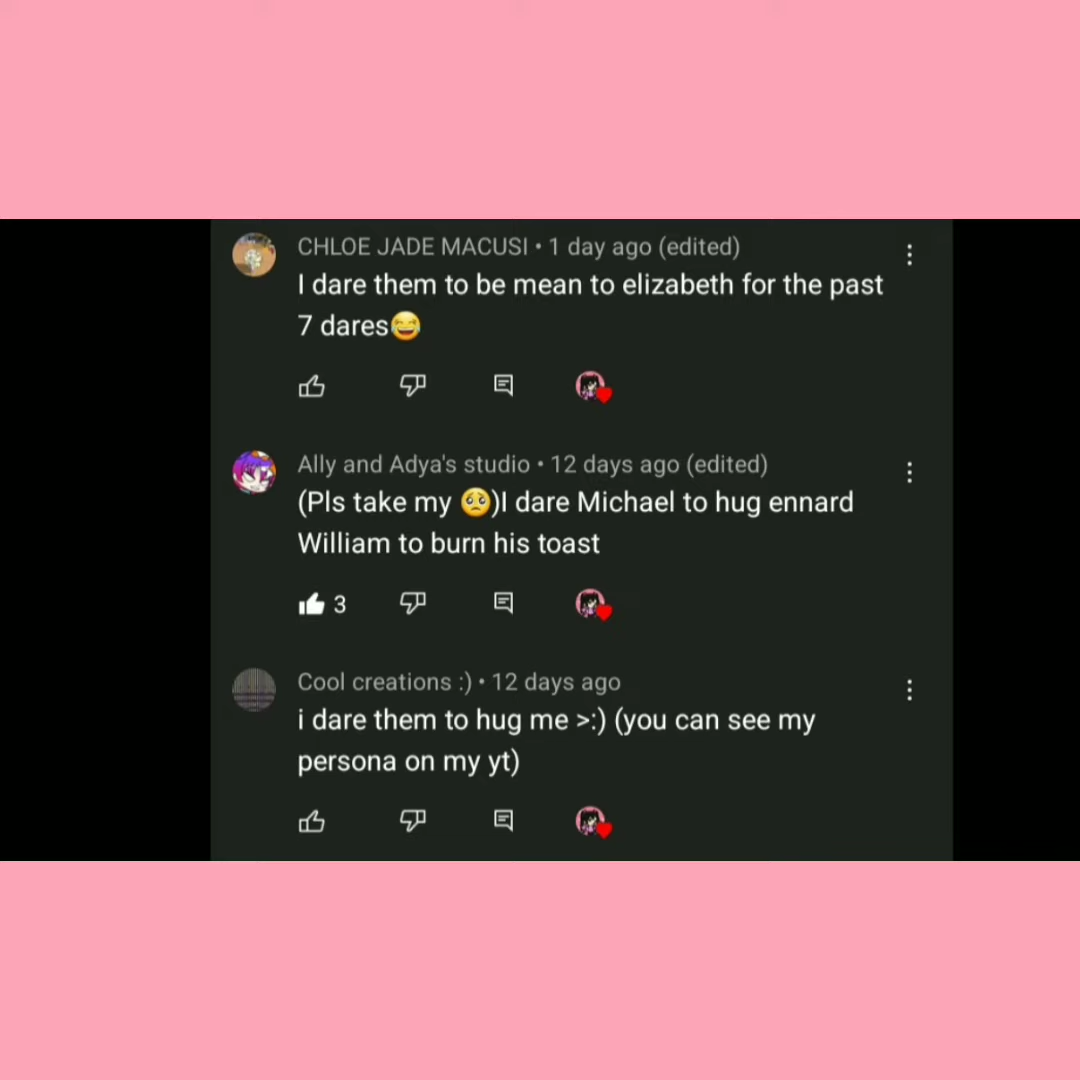 CHLOE JADE MACUSI • 1 day ago (edited)
I dare them to be mean to elizabeth for the past
7 dares😂
Ally and Adya's studio • 12 days ago (edited)
(Pls take my 🥺)I dare Michael to hug ennard
William to burn his toast
3
Cool creations :) • 12 days ago
i dare them to hug me >:) (you can see my
persona on my yt)